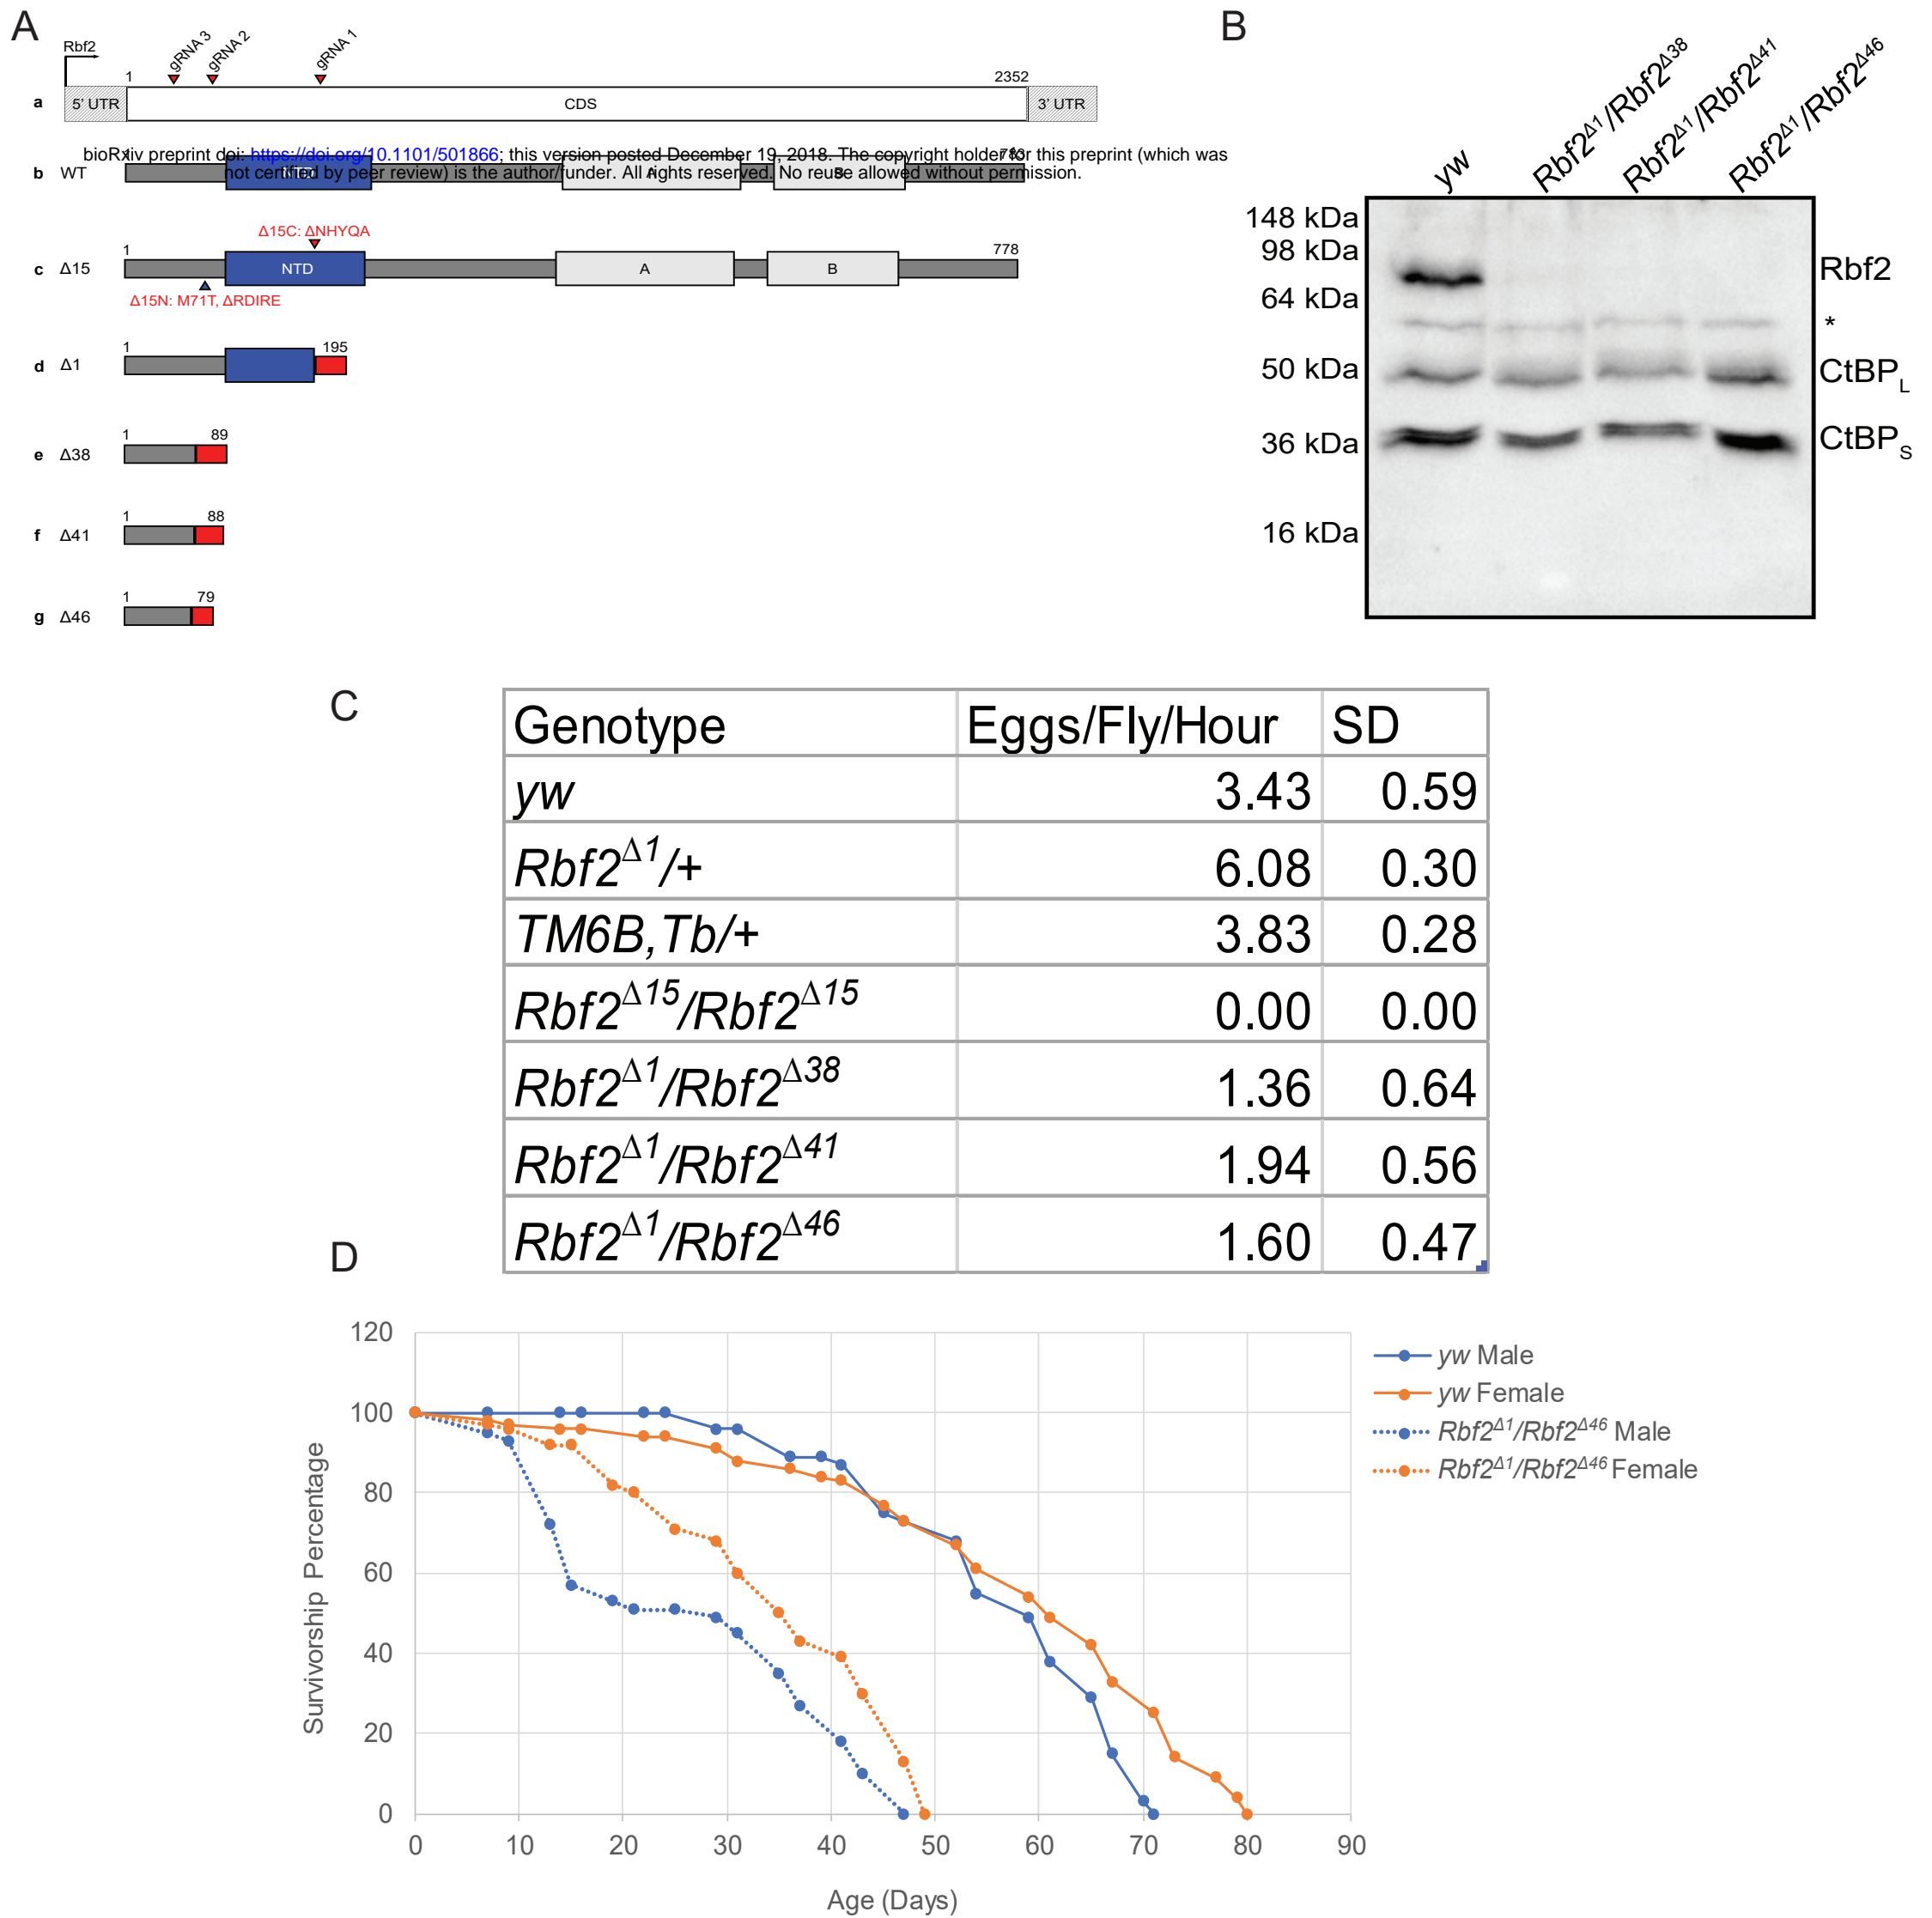 A
Rbf2
gRNA 3
gRNA 2
gRNA 1
1
2352
a
5' UTR
CDS
3' UTR
bioRxiv preprint doi: https://doi.org/10.1101/501866; this version posted December 19, 2018. The copyright holder for this preprint (which was
not certified by peer review) is the author/funder. All rights reserved. No reuse allowed without permission.
b WT
A
B
Δ15C: ΔNHYQA
1
778
c Δ15
NTD
A
B
Δ15N: M71T, ΔRDIRE
1
195
d Δ1
1
89
e Δ38
1
88
f Δ41
1
79
g Δ46
B
yw
Rbf2Δ1/Rbf2Δ38
Rbf2Δ1/Rbf2Δ41
Rbf2Δ1/Rbf2Δ46
148 kDa
98 kDa
64 kDa
50 kDa
36 kDa
16 kDa
Rbf2
*
CtBPL
CtBPS
C
Genotype Eggs/Fly/Hour SD
yw 3.43 0.59
Rbf2Δ1/+ 6.08 0.30
TM6B,Tb/+ 3.83 0.28
Rbf2Δ15/Rbf2Δ15 0.00 0.00
Rbf2Δ1/Rbf2Δ38 1.36 0.64
Rbf2Δ1/Rbf2Δ41 1.94 0.56
Rbf2Δ1/Rbf2Δ46 1.60 0.47
D
Survivorship Percentage
120
100
80
60
40
20
0
0 10 20 30 40 50 60 70 80 90
Age (Days)
yw Male
yw Female
Rbf2Δ1/Rbf2Δ46 Male
Rbf2Δ1/Rbf2Δ46 Female